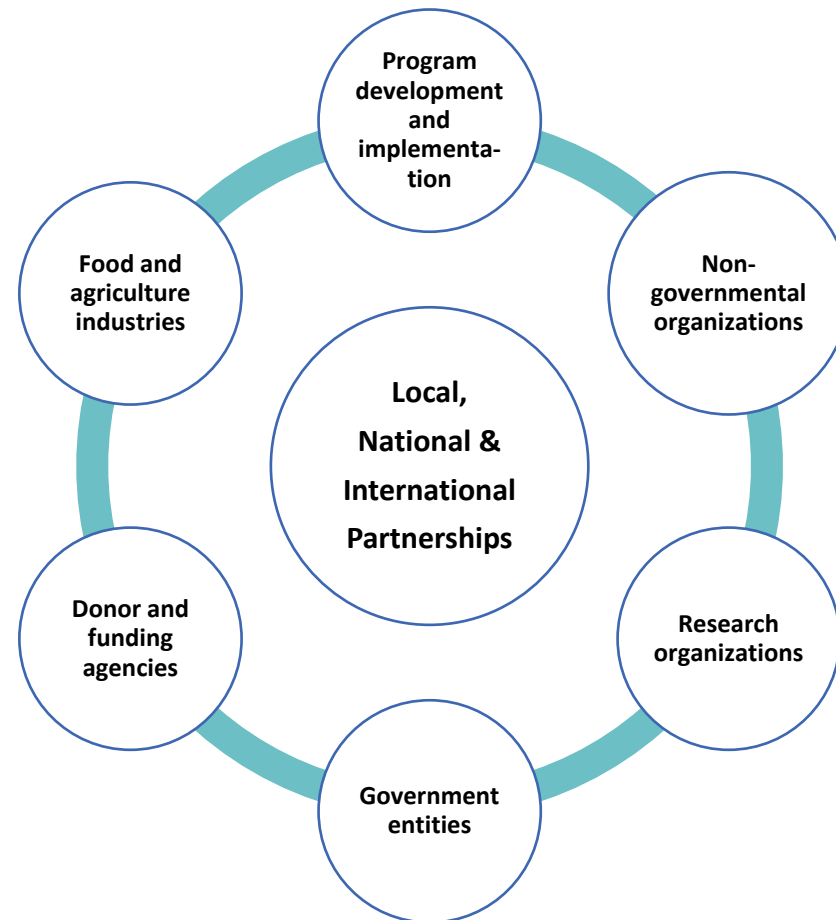 Program
development
and
implementa-
tion
Food and
agriculture
industries
Non-
governmental
organizations
Local,
National &
International
Partnerships
Donor and
funding
agencies
Research
organizations
Government
entities